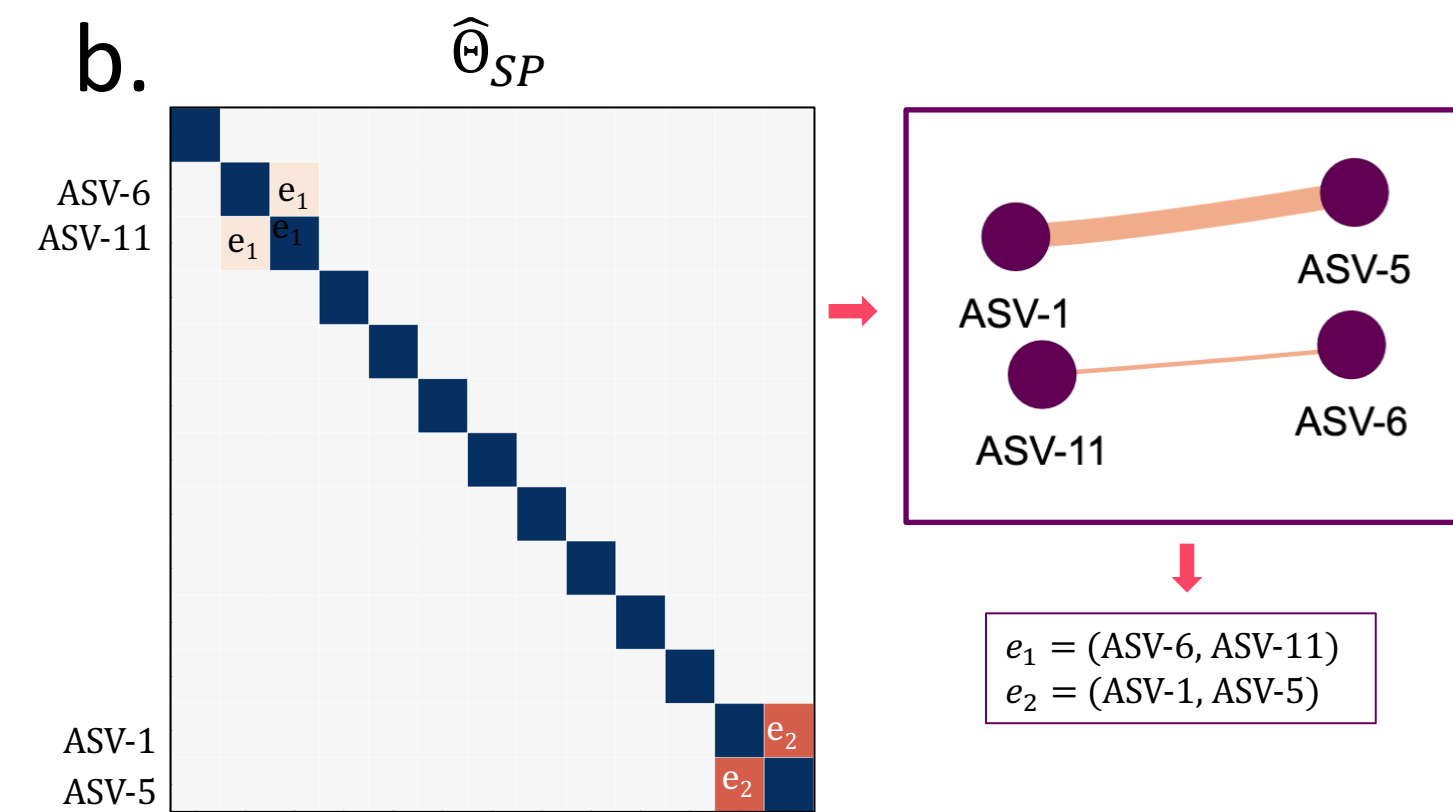 b.
Θ̂_SP
ASV-6
e₁
ASV-11
e₁
e₁
ASV-1
e₂
ASV-5
e₂
ASV-5
ASV-1
ASV-6
ASV-11
e₁ = (ASV-6, ASV-11)
e₂ = (ASV-1, ASV-5)